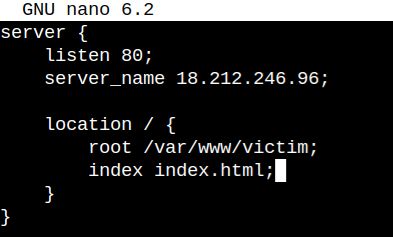 GNU nano 6.2
server {
    listen 80;
    server_name 18.212.246.96;

    location / {
        root /var/www/victim;
        index index.html;
    }
}